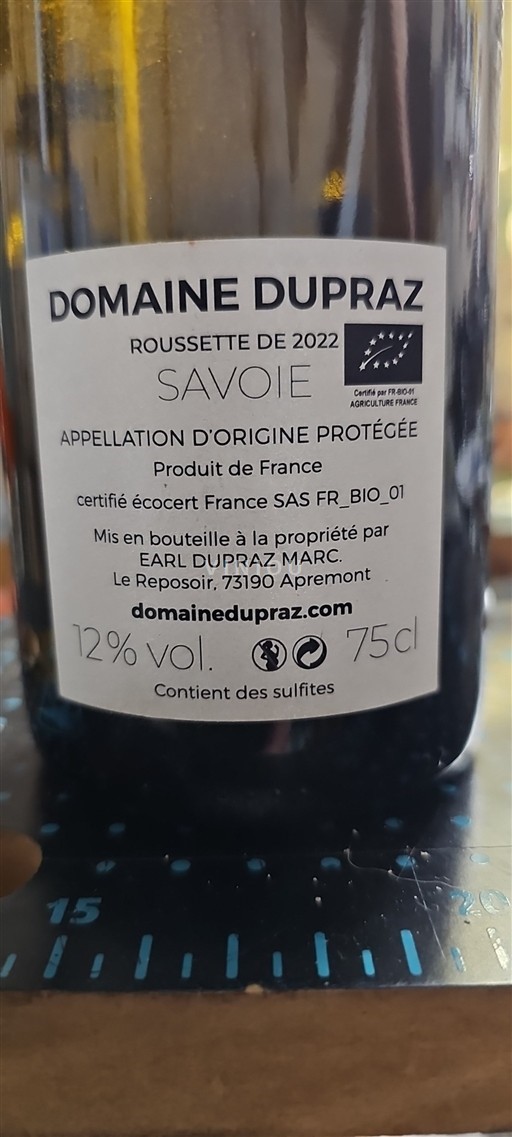 DOMAINE DUPRAZ
ROUSSETTE DE 2022
SAVOIE
Certifié par FR-BIO-01
AGRICULTURE FRANCE
APPELLATION D'ORIGINE PROTÉGÉE
Produit de France
certifié écocert France SAS FR_BIO_01
Mis en bouteille à la propriété par
EARL DUPRAZ MARC.
Le Reposoir, 73190 Apremont
domainedupraz.com
12% vol.
75cl
Contient des sulfites
15
20